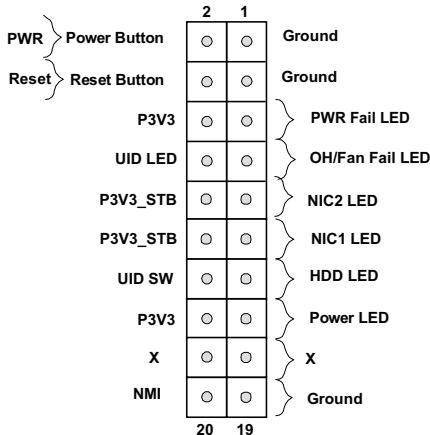 2 1
PWR Power Button Ground
Reset Reset Button Ground
P3V3 PWR Fail LED
UID LED OH/Fan Fail LED
P3V3_STB NIC2 LED
P3V3_STB NIC1 LED
UID SW HDD LED
P3V3 Power LED
X X
NMI Ground
20 19